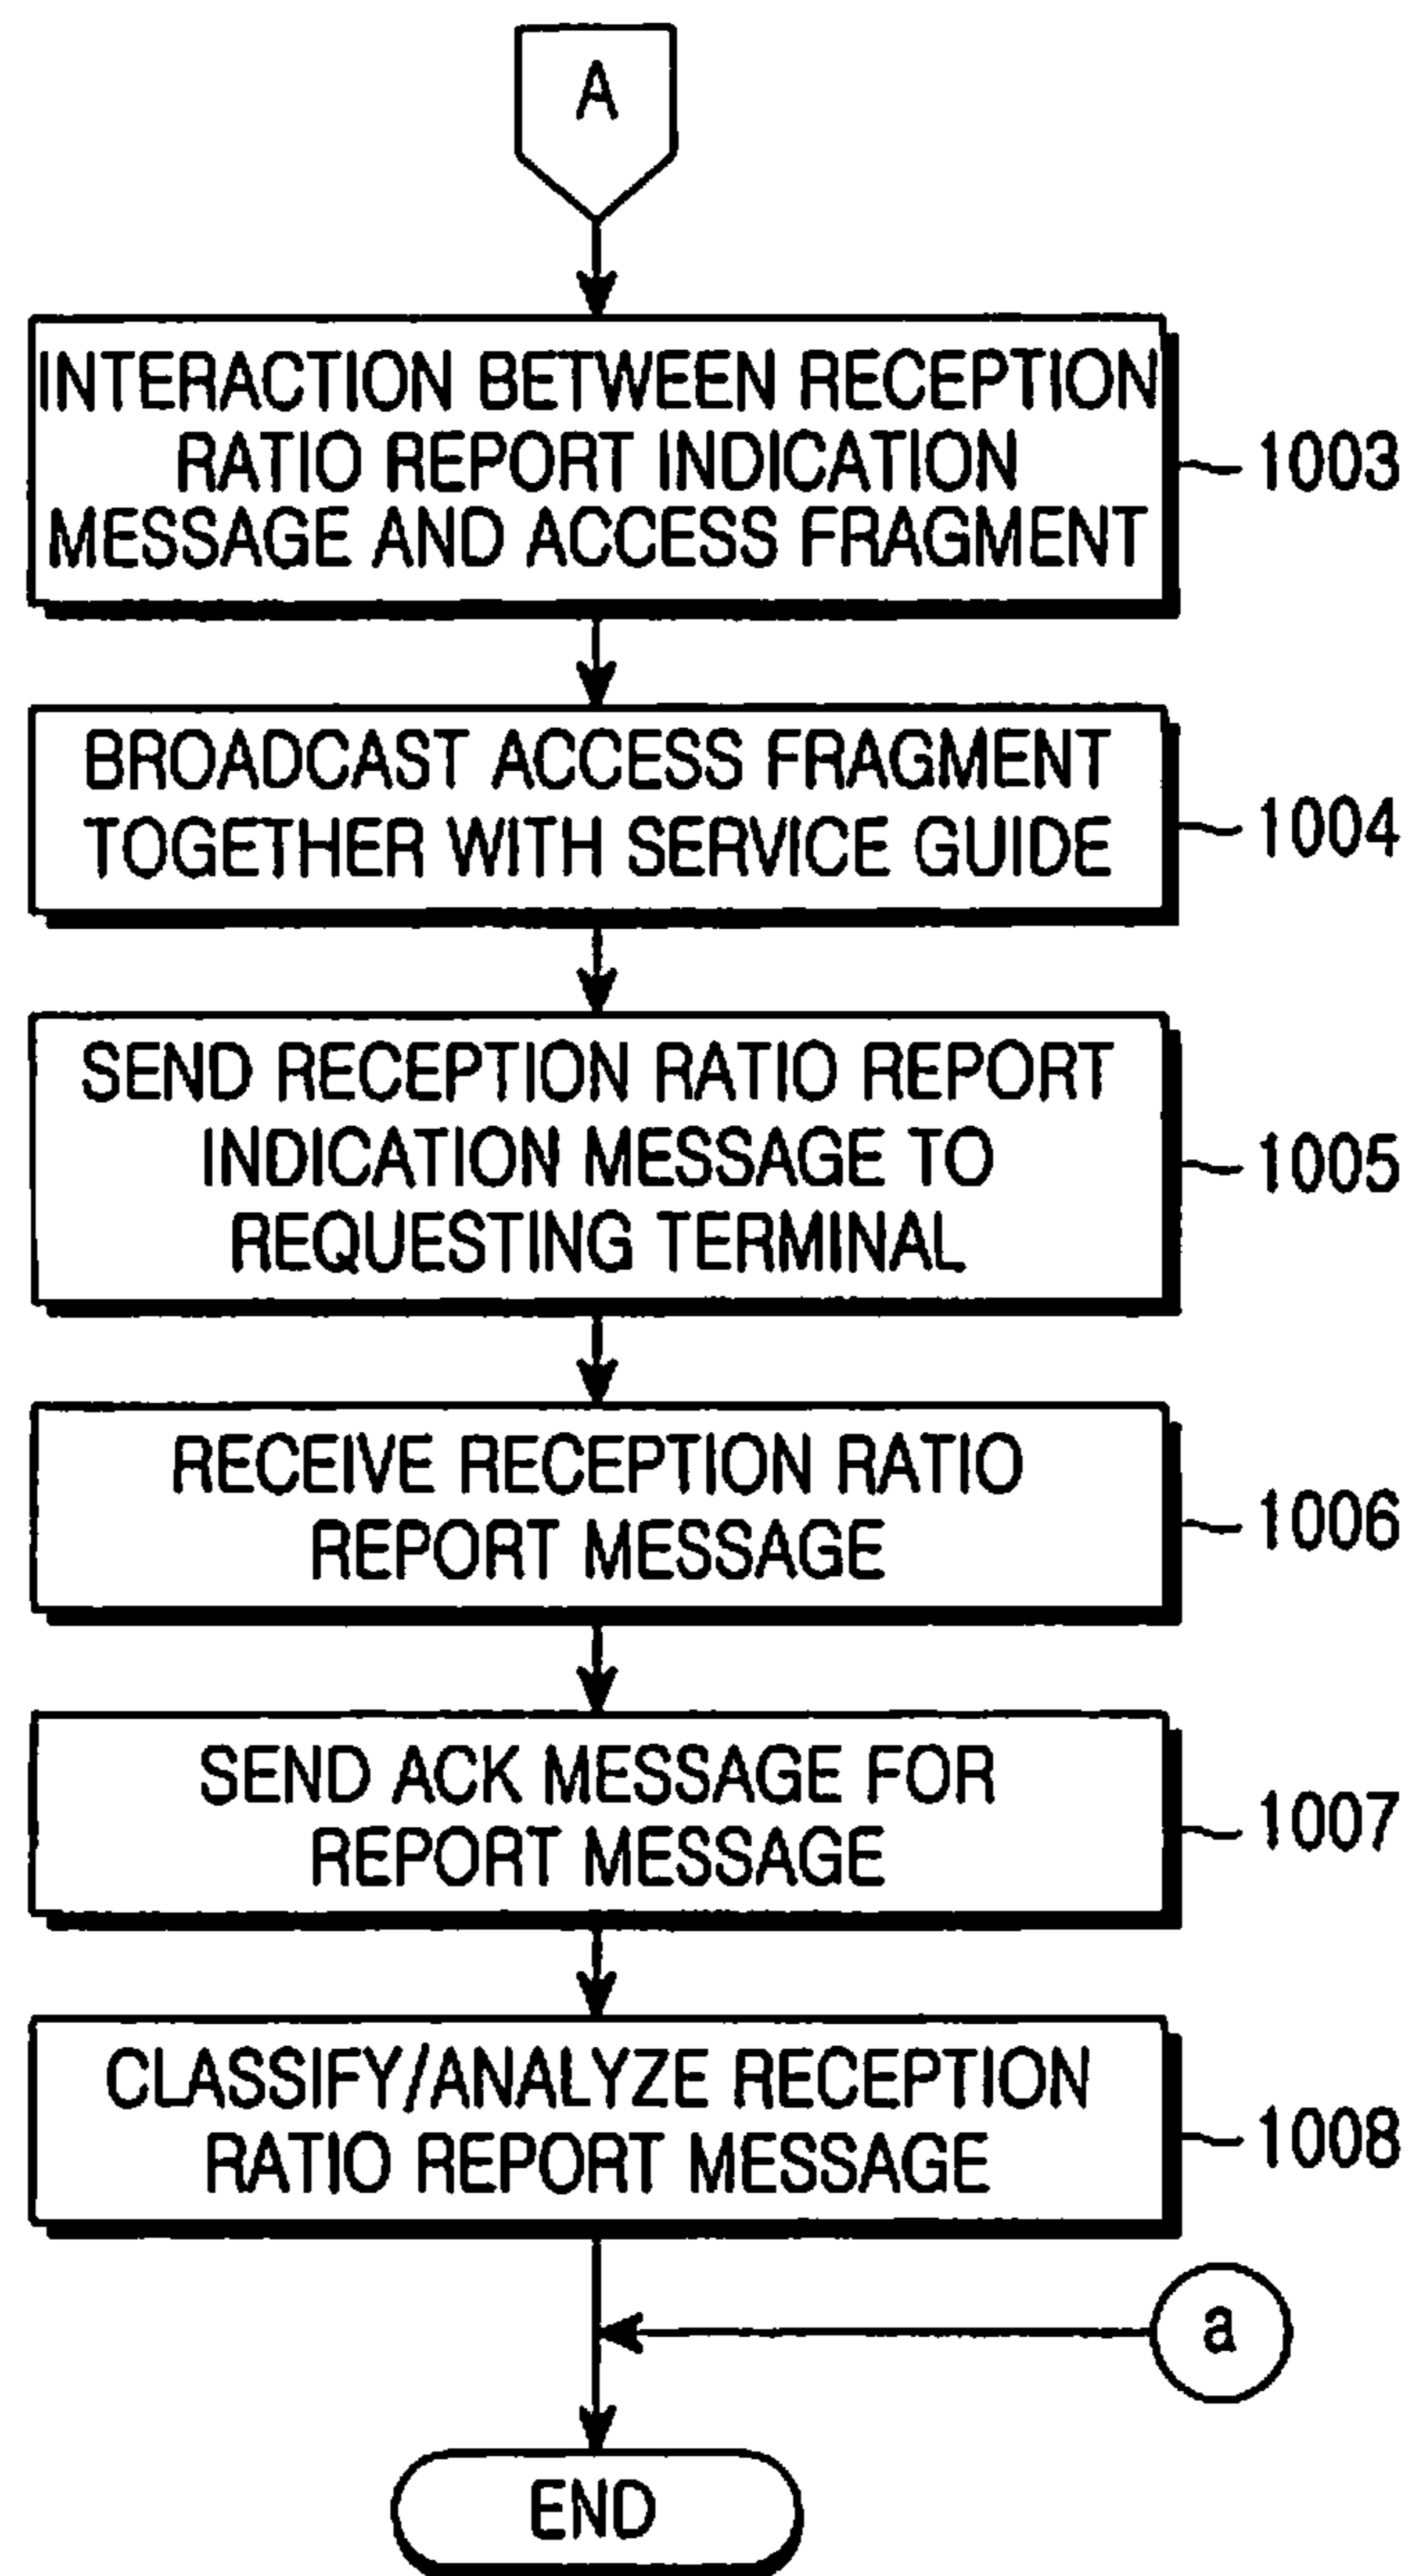 A
INTERACTION BETWEEN RECEPTION
RATIO REPORT INDICATION
MESSAGE AND ACCESS FRAGMENT
1003
BROADCAST ACCESS FRAGMENT
TOGETHER WITH SERVICE GUIDE
1004
SEND RECEPTION RATIO REPORT
INDICATION MESSAGE TO
REQUESTING TERMINAL
1005
RECEIVE RECEPTION RATIO
REPORT MESSAGE
1006
SEND ACK MESSAGE FOR
REPORT MESSAGE
1007
CLASSIFY/ANALYZE RECEPTION
RATIO REPORT MESSAGE
1008
a
END